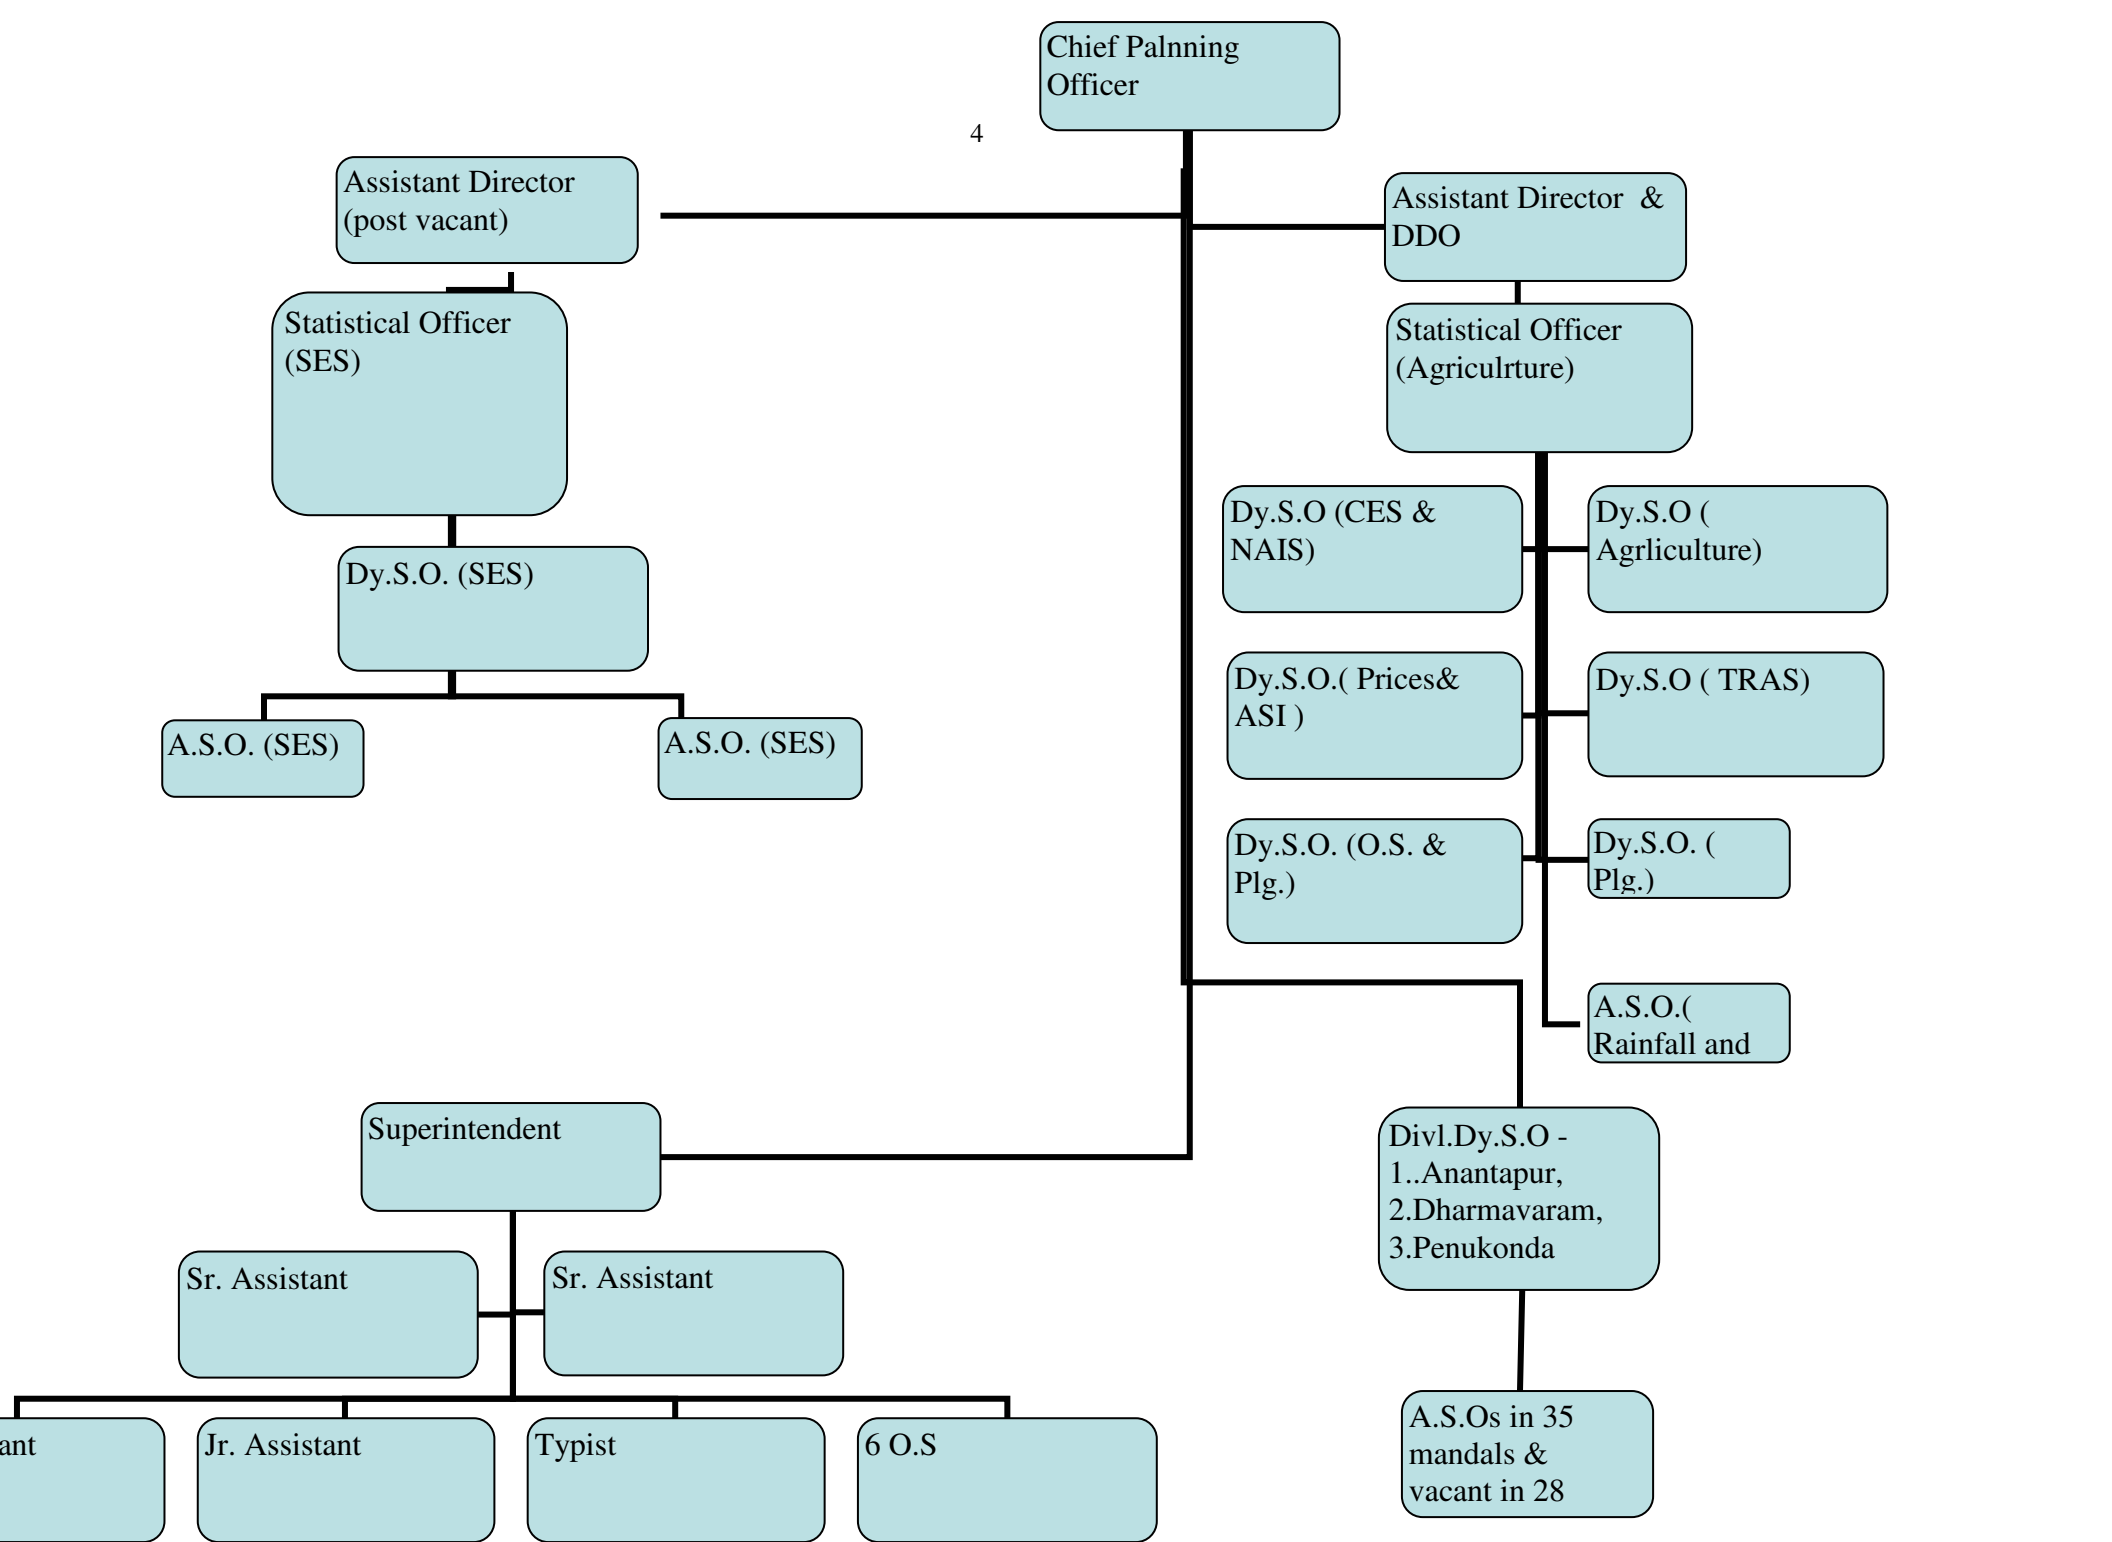 Chief Palnning
Officer
4
Assistant Director
(post vacant)
Assistant Director  &
DDO
Statistical Officer
(SES)
Statistical Officer
(Agriculrture)
Dy.S.O (CES &
NAIS)
Dy.S.O (
Agrliculture)
Dy.S.O. (SES)
Dy.S.O.( Prices&
ASI )
Dy.S.O ( TRAS)
A.S.O. (SES)
A.S.O. (SES)
Dy.S.O. (O.S. &
Plg.)
Dy.S.O. (
Plg.)
A.S.O.(
Rainfall and
Superintendent
Divl.Dy.S.O -
1..Anantapur,
2.Dharmavaram,
3.Penukonda
Sr. Assistant
Sr. Assistant
ant
Jr. Assistant
Typist
6 O.S
A.S.Os in 35
mandals &
vacant in 28